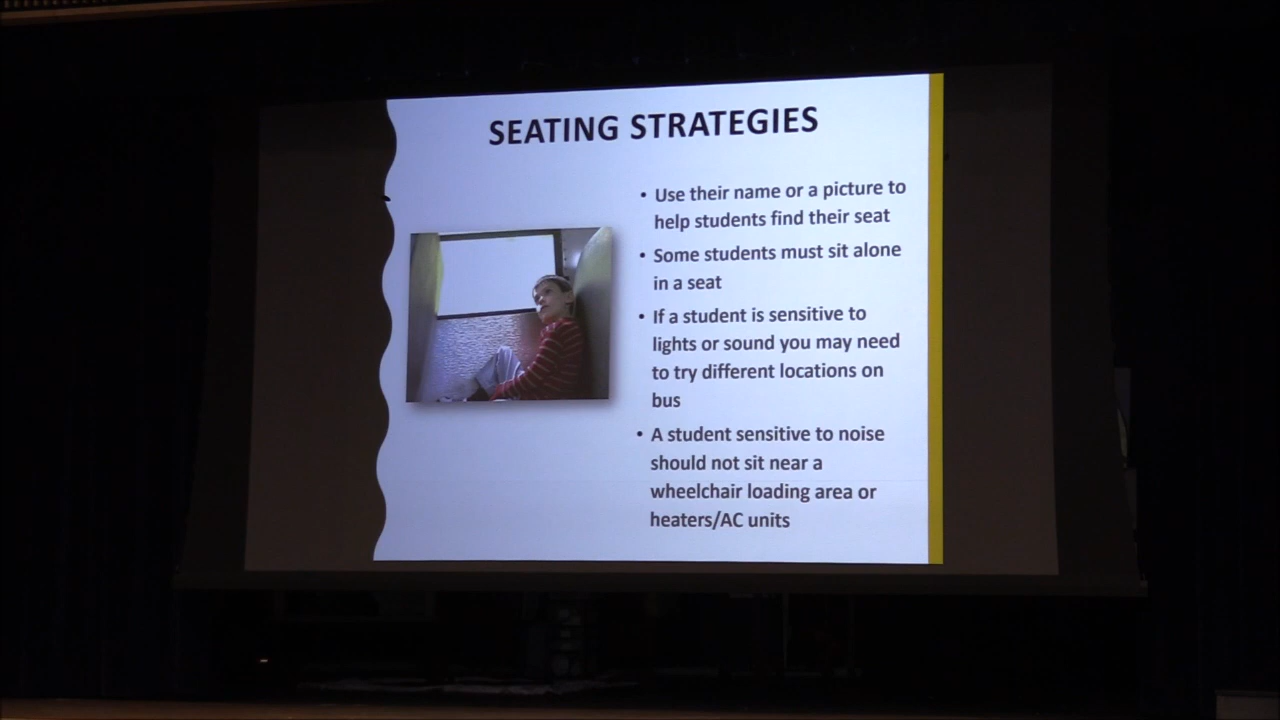 SEATING STRATEGIES
• Use their name or a picture to
help students find their seat
• Some students must sit alone
in a seat
• If a student is sensitive to
lights or sound you may need
to try different locations on
bus
• A student sensitive to noise
should not sit near a
wheelchair loading area or
heaters/AC units